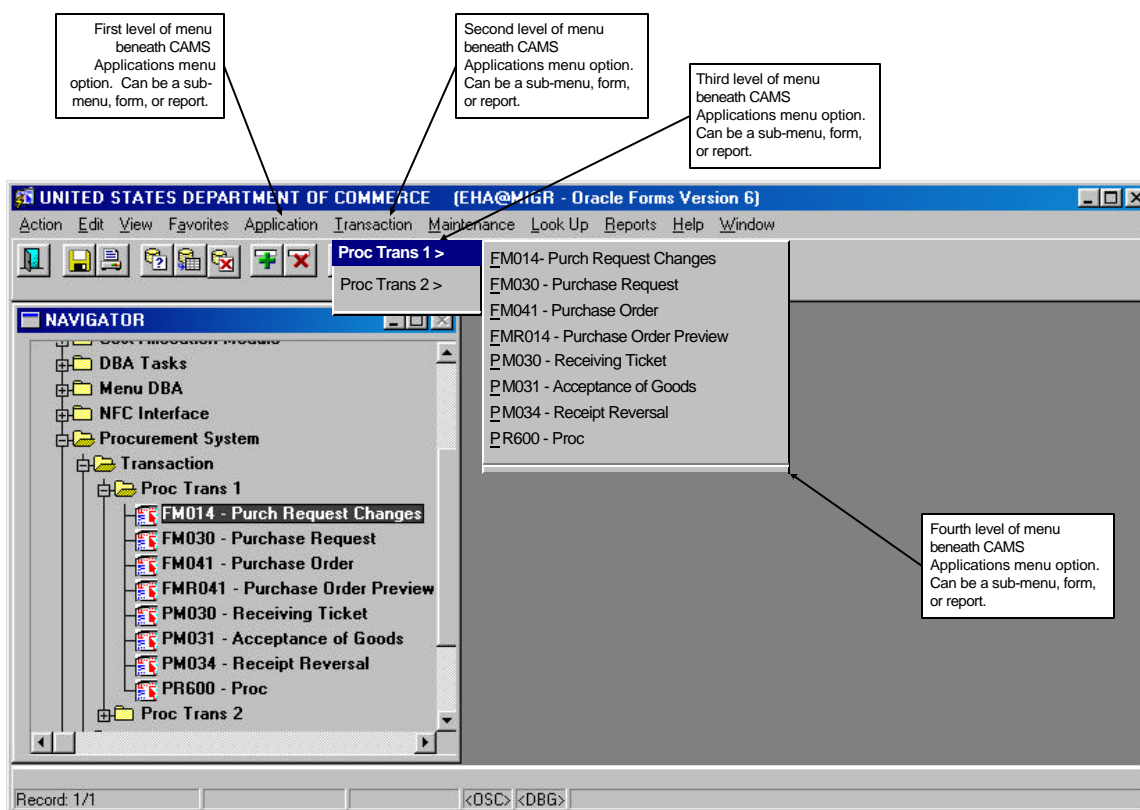 First level of menu
beneath CAMS
Applications menu
option. Can be a sub-
menu, form, or report.
Second level of menu
beneath CAMS
Applications menu option.
Can be a sub-menu, form,
or report.
Third level of menu
beneath CAMS
Applications menu option.
Can be a sub-menu, form,
or report.
UNITED STATES DEPARTMENT OF COMMERCE (EHA@MIGR - Oracle Forms Version 6)
Action Edit View Favorites Application Transaction Maintenance Look Up Reports Help Window
Proc Trans 1 >
Proc Trans 2 >
FM014- Purch Request Changes
FM030 - Purchase Request
FM041 - Purchase Order
FMR014 - Purchase Order Preview
PM030 - Receiving Ticket
PM031 - Acceptance of Goods
PM034 - Receipt Reversal
PR600 - Proc
NAVIGATOR
DBA Tasks
Menu DBA
NFC Interface
Procurement System
Transaction
Proc Trans 1
FM014 - Purch Request Changes
FM030 - Purchase Request
FM041 - Purchase Order
FMR041 - Purchase Order Preview
PM030 - Receiving Ticket
PM031 - Acceptance of Goods
PM034 - Receipt Reversal
PR600 - Proc
Proc Trans 2
Fourth level of menu
beneath CAMS
Applications menu option.
Can be a sub-menu, form,
or report.
Record: 1/1
<OSC> <DBG>